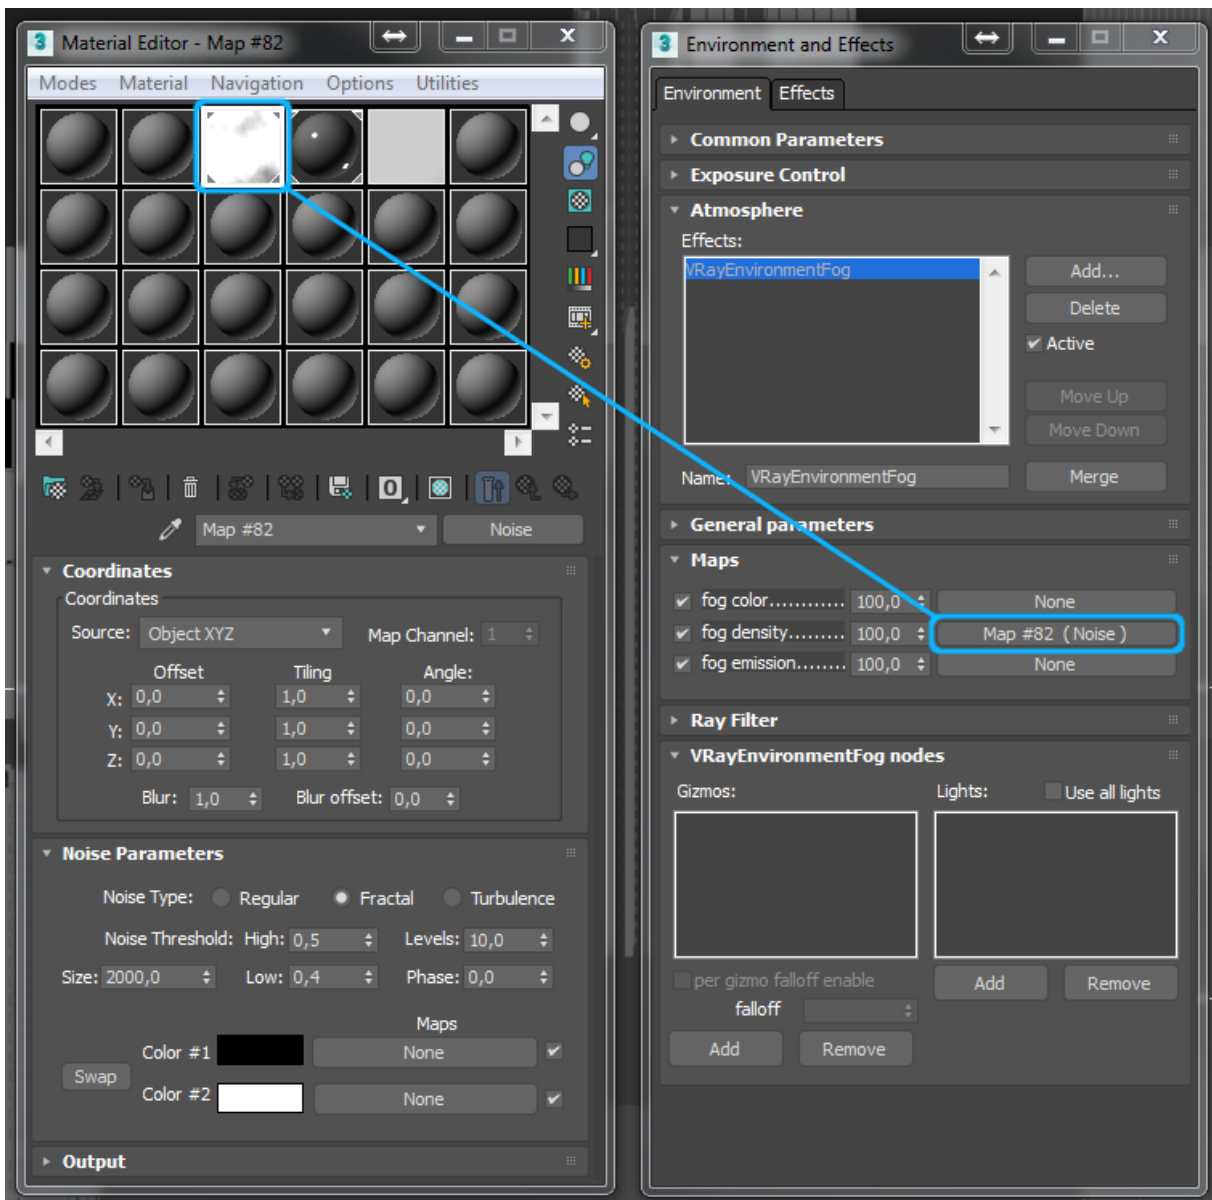 3 Material Editor - Map #82
Modes Material Navigation Options Utilities
0
Map #82 Noise
Coordinates
Coordinates
Source: Object XYZ Map Channel: 1
Offset Tiling Angle:
X: 0,0 1,0 0,0
Y: 0,0 1,0 0,0
Z: 0,0 1,0 0,0
Blur: 1,0 Blur offset: 0,0
Noise Parameters
Noise Type: Regular Fractal Turbulence
Noise Threshold: High: 0,5 Levels: 10,0
Size: 2000,0 Low: 0,4 Phase: 0,0
Maps
Color #1 None
Swap
Color #2 None
Output
3 Environment and Effects
Environment Effects
Common Parameters
Exposure Control
Atmosphere
Effects:
VRayEnvironmentFog
Add...
Delete
Active
Move Up
Move Down
Name: VRayEnvironmentFog Merge
General parameters
Maps
fog color............ 100,0 None
fog density......... 100,0 Map #82 (Noise)
fog emission........ 100,0 None
Ray Filter
VRayEnvironmentFog nodes
Gizmos: Lights: Use all lights
per gizmo falloff enable Add Remove
falloff
Add Remove